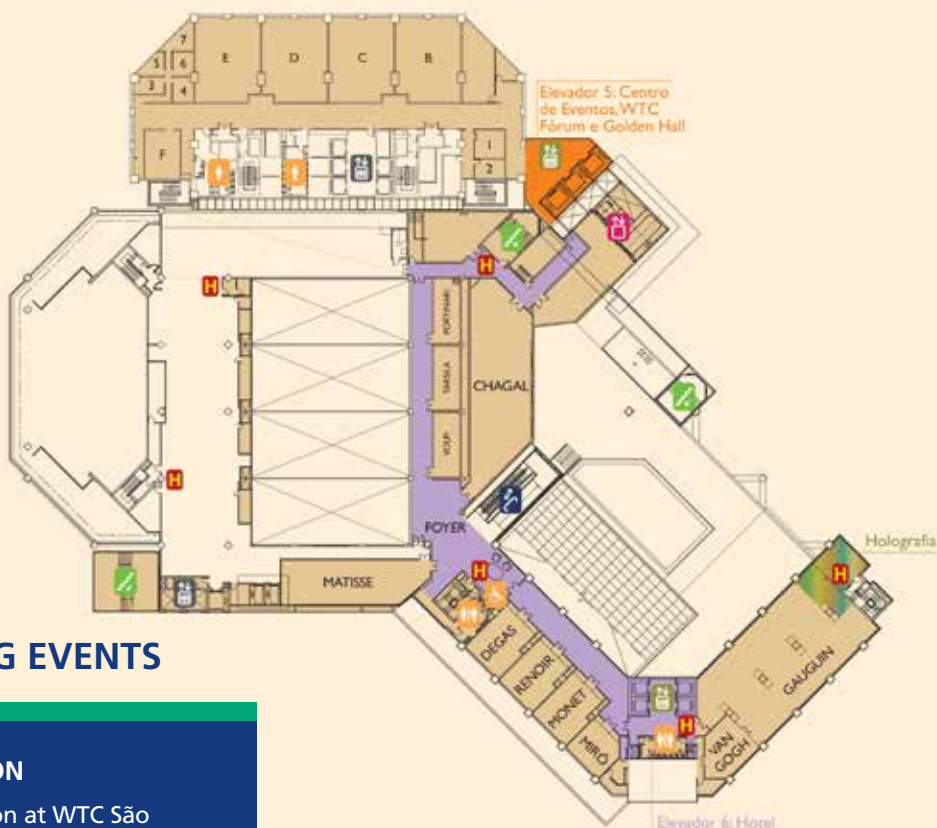 7
5
6
3
4
E
D
C
B
F
1
2
Elevador 5: Centro
de Eventos, WTC
Fórum e Golden Hall
H
H
H
PORTINARI
TARSILA
VOLPI
CHAGAL
FOYER
H
MATISSE
Holografia
H
DEGAS
RENOIR
MONET
MIRÓ
H
VAN
GOGH
GAUGUIN
Elevador 6: Hotel
G EVENTS
ON
on at WTC São